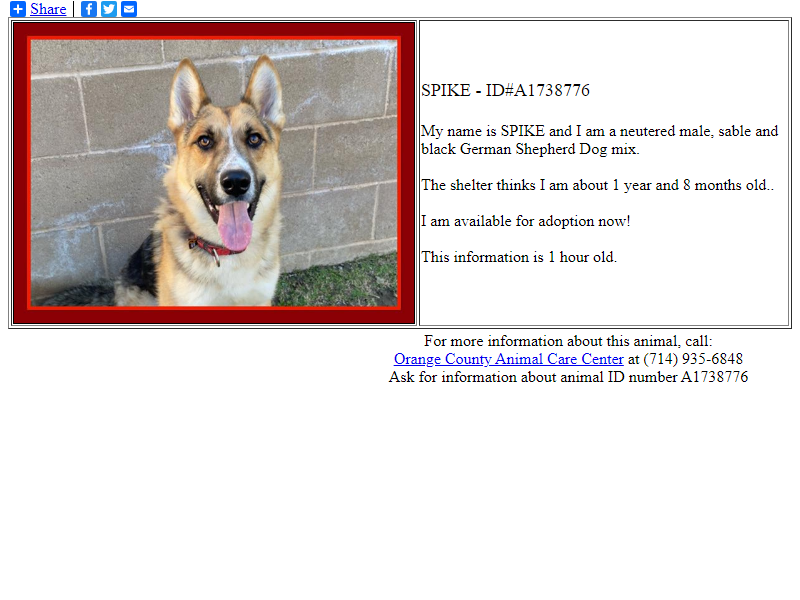 Share
SPIKE - ID#A1738776
My name is SPIKE and I am a neutered male, sable and
black German Shepherd Dog mix.
The shelter thinks I am about 1 year and 8 months old..
I am available for adoption now!
This information is 1 hour old.
For more information about this animal, call:
Orange County Animal Care Center at (714) 935-6848
Ask for information about animal ID number A1738776